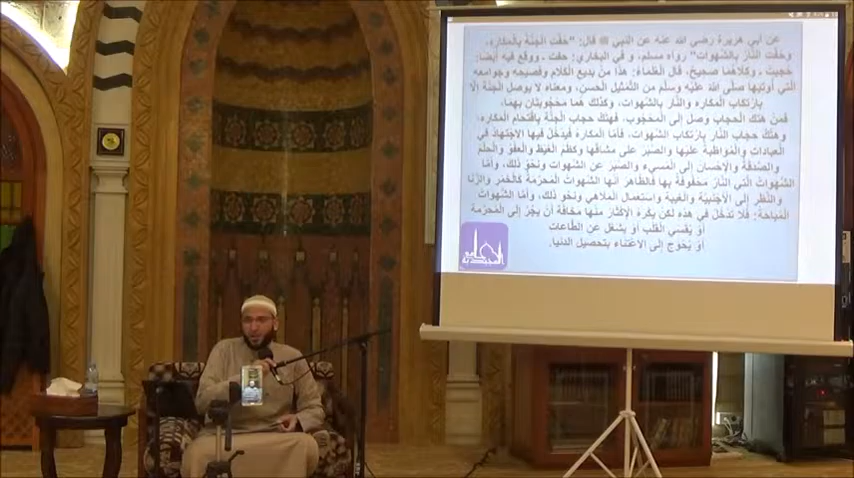 عن أبي هريرة رضي الله عنه عن النبي ﷺ قال: "حفت الجنة بالمكاره،
وحفت النار بالشهوات" رواه مسلم، و في البخاري: حفت ـ ووقع فيه أيضا:
حجبت ـ وكلاهما صحيح، قال العلماء: هذا من بديع الكلام وفصيحه وجوامعه
التي أوتيها صلى الله عليه وسلم من التمثيل الحسن، ومعناه لا يوصل الجنة إلا
بارتكاب المكاره والنار بالشهوات، وكذلك هما محجوبتان بهما،
فمن هتك الحجاب وصل إلى المحجوب، فهتك حجاب الجنة باقتحام المكاره،
وهتك حجاب النار بارتكاب الشهوات، فأما المكاره فيدخل فيها الاجتهاد في
العبادات والمواظبة عليها والصبر على مشاقها وكظم الغيظ والعفو والحلم
والصدقة والإحسان إلى المسيء والصبر عن الشهوات ونحو ذلك، وأما
الشهوات التي النار محفوفة بها فالظاهر أنها الشهوات المحرمة كالخمر والزنا
والنظر إلى الأجنبية والغيبة واستعمال الملاهي ونحو ذلك، وأما الشهوات
المباحة: فلا تدخل في هذه لكن يكره الإكثار منها مخافة أن يجر إلى المحرمة
أو يقسي القلب أو يشغل عن الطاعات
أو يحوج إلى الاعتناء بتحصيل الدنيا.